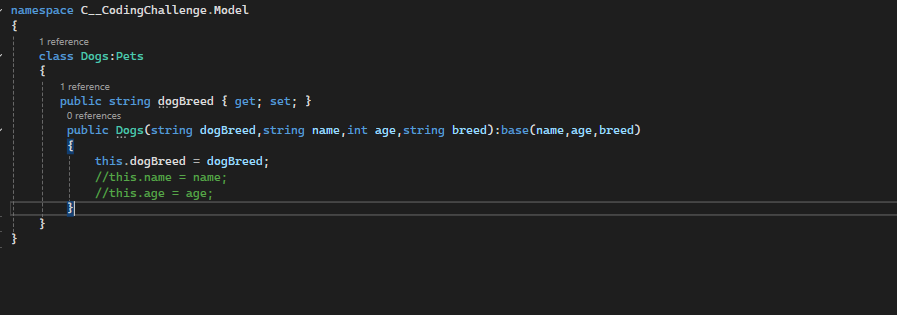 namespace C__CodingChallenge.Model
{
1 reference
class Dogs:Pets
{
1 reference
public string dogBreed { get; set; }
0 references
public Dogs(string dogBreed,string name,int age,string breed):base(name,age,breed)
{
this.dogBreed = dogBreed;
//this.name = name;
//this.age = age;
}
}
}